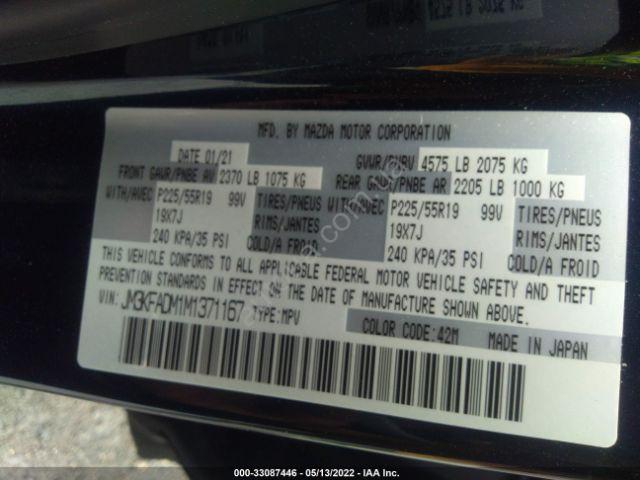 MFD. BY MAZDA MOTOR CORPORATION
DATE 01/21 GVWR/PNBV 4575 LB 2075 KG
FRONT GAWR/PNBE AV 2370 LB 1075 KG REAR GAWR/PNBE AR 2205 LB 1000 KG
WITH/AVEC P225/55R19 99V TIRES/PNEUS WITH/AVEC P225/55R19 99V TIRES/PNEUS
19X7J RIMS/JANTES 19X7J RIMS/JANTES
240 KPA/35 PSI COLD/A FROID 240 KPA/35 PSI COLD/A FROID
THIS VEHICLE CONFORMS TO ALL APPLICABLE FEDERAL MOTOR VEHICLE SAFETY AND THEFT
PREVENTION STANDARDS IN EFFECT ON THE DATE OF MANUFACTURE SHOWN ABOVE.
VIN: JM3KFADM1M1371167 TYPE: MPV
COLOR CODE: 42M MADE IN JAPAN
000-33087446 - 05/13/2022 - IAA Inc.